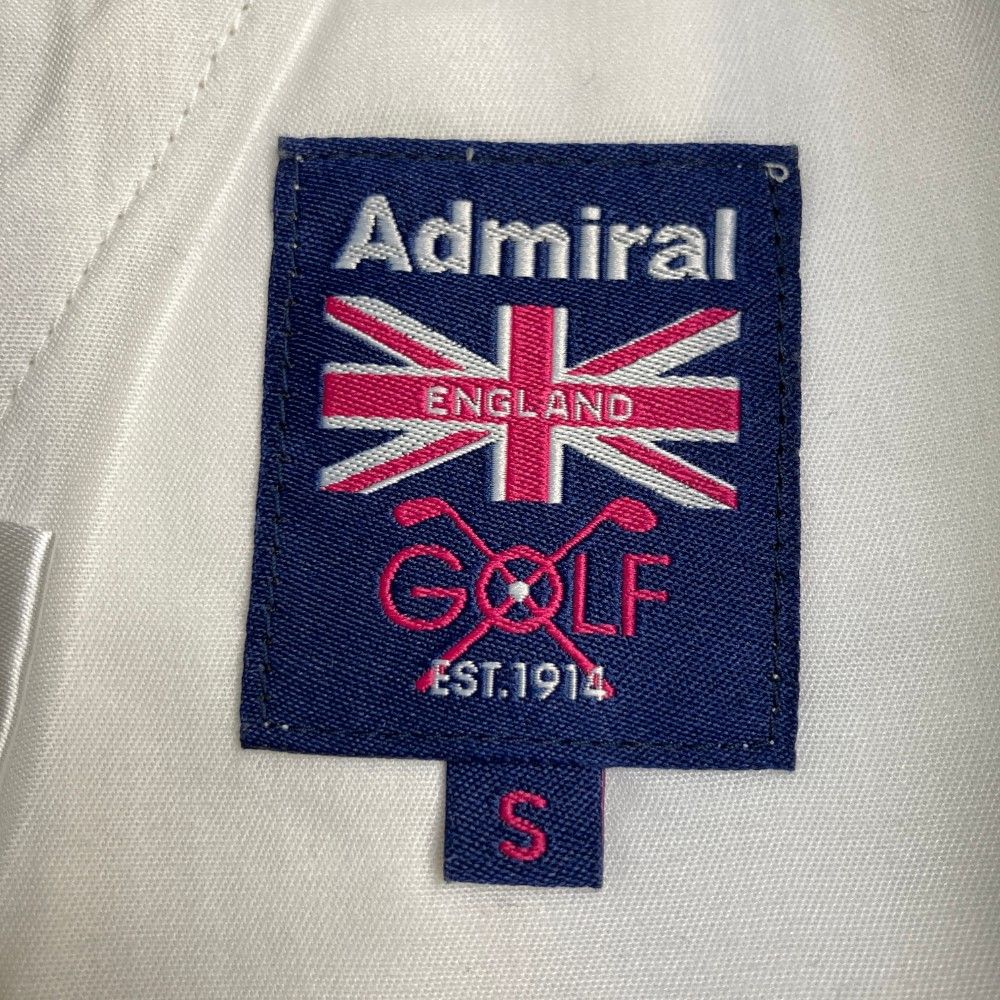 Admiral
ENGLAND
GOLF
EST.1914
S